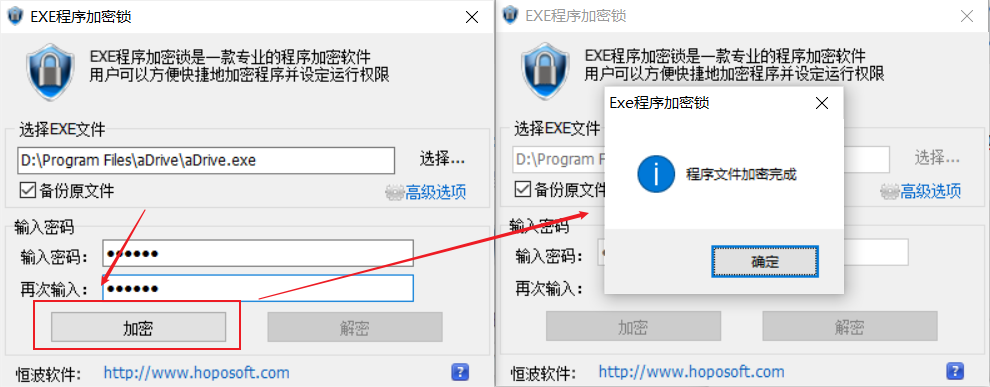 EXE程序加密锁
EXE程序加密锁是一款专业的程序加密软件
用户可以方便快捷地加密程序并设定运行权限
选择EXE文件
D:\Program Files\aDrive\aDrive.exe
选择...
备份原文件
高级选项
输入密码
输入密码:
再次输入:
加密
解密
恒波软件:
http://www.hoposoft.com
?
EXE程序加密锁
EXE程序加密锁是一款专业的程序加密软件
用户可以方便快捷地加密程序并设定运行权限
选择EXE文件
D:\Program F
选择...
备份原文件
高级选项
输入密码
输入密码:
再次输入:
加密
解密
恒波软件:
http://www.hoposoft.com
?
Exe程序加密锁
程序文件加密完成
确定